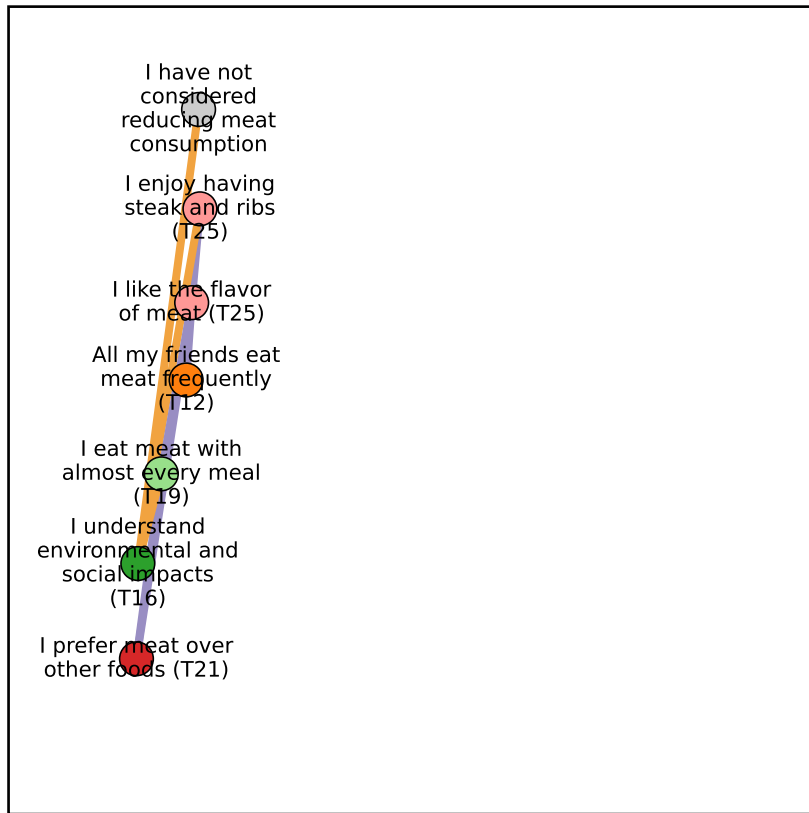 I have not
considered
reducing meat
consumption
I enjoy having
steak and ribs
(T25)
I like the flavor
of meat (T25)
All my friends eat
meat frequently
(T12)
I eat meat with
almost every meal
(T19)
I understand
environmental and
social impacts
(T16)
I prefer meat over
other foods (T21)